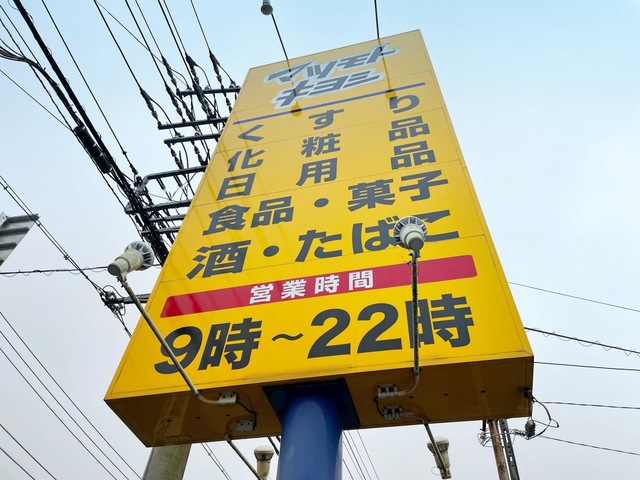 マツモト
キヨシ
くすり
化粧品
日用品
食品・菓子
酒・たばこ
営業時間
9時～22時